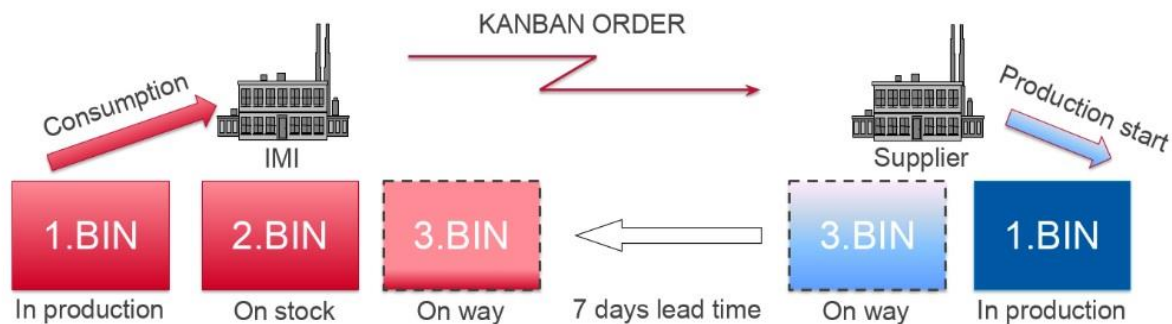 KANBAN ORDER
Consumption
IMI
Supplier
Production start
1.BIN
2.BIN
3.BIN
3.BIN
1.BIN
In production
On stock
On way
7 days lead time
On way
In production